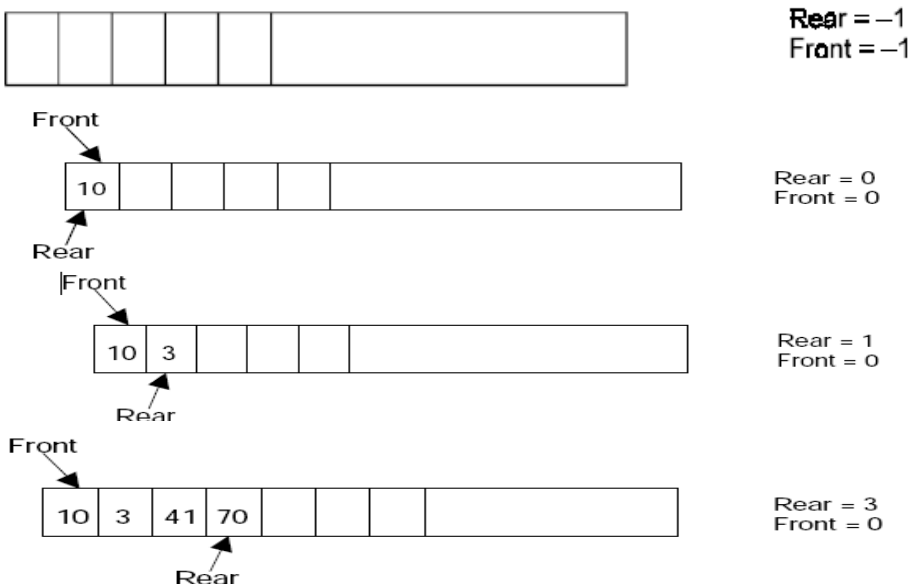 Rear = –1
Front = –1
Front
10
Rear = 0
Front = 0
Rear
Front
10 3
Rear = 1
Front = 0
Rear
Front
10 3 41 70
Rear = 3
Front = 0
Rear